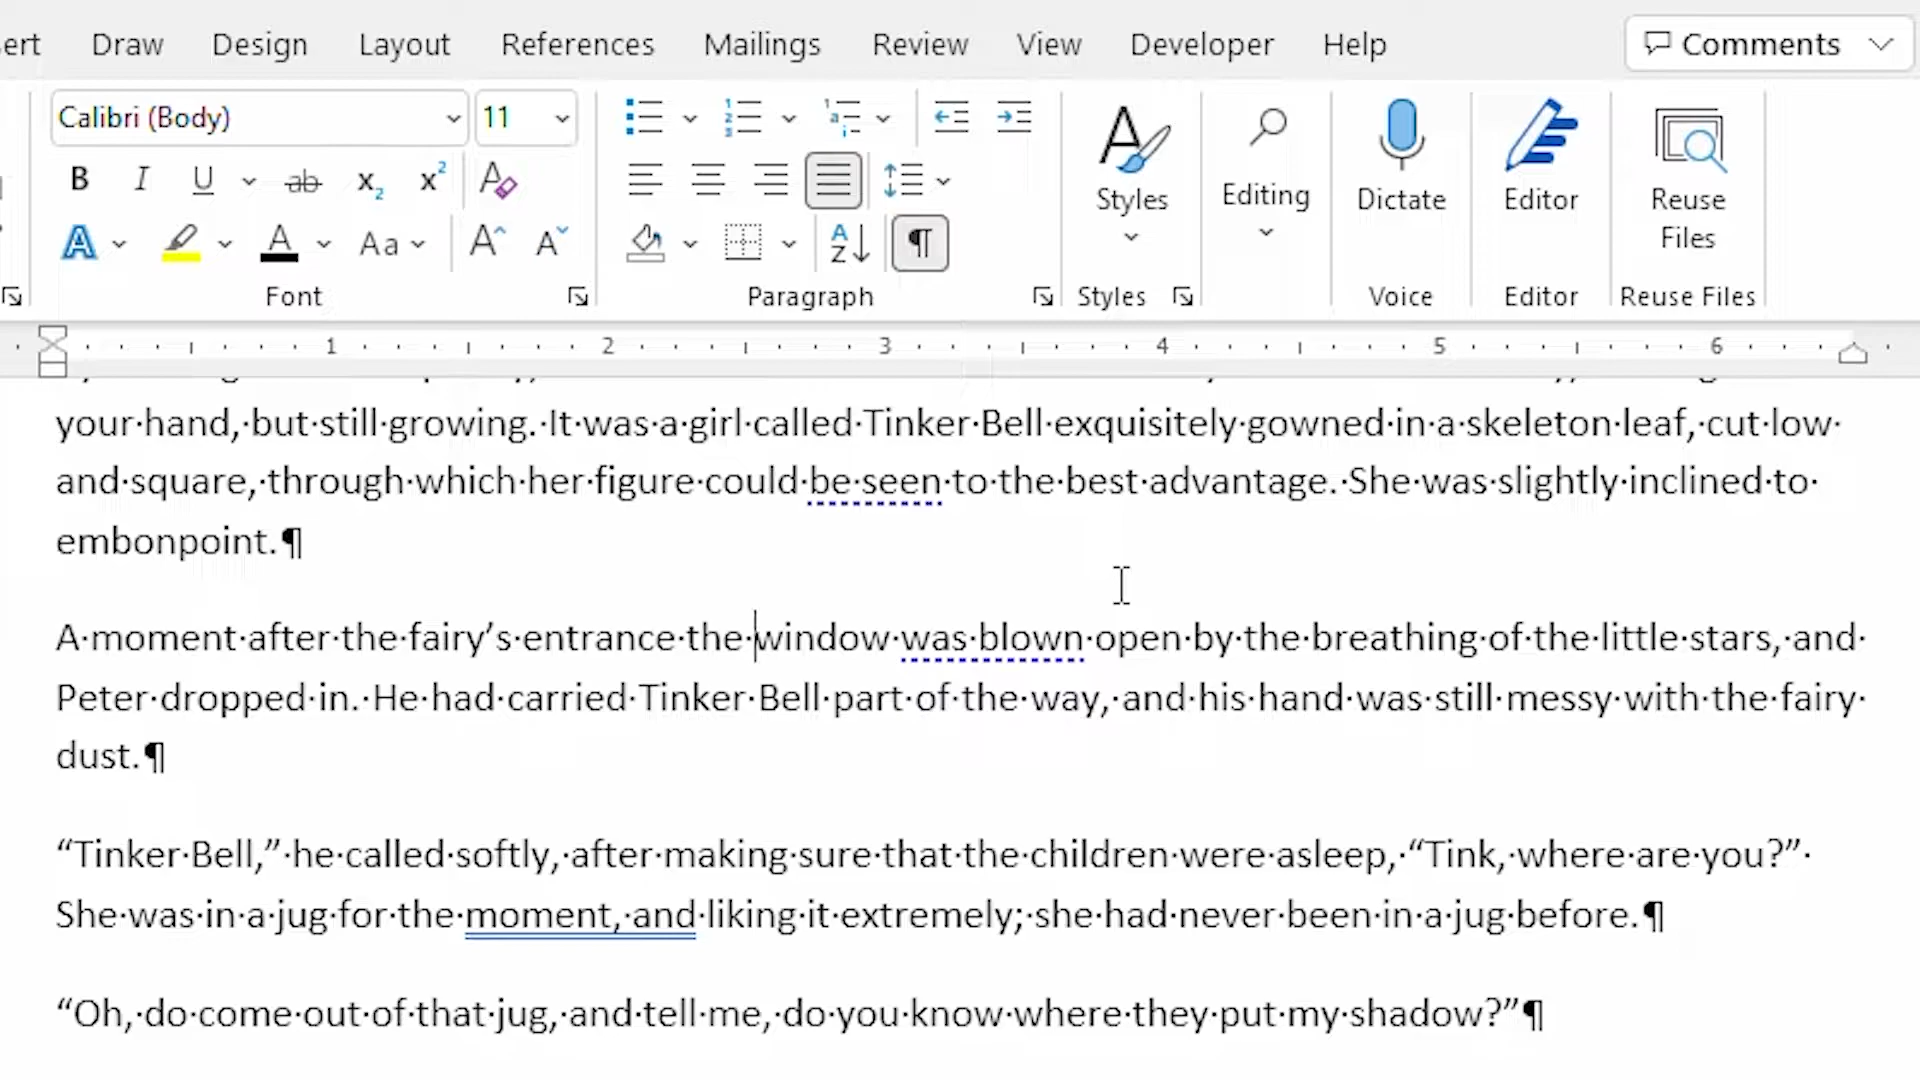 Draw Design Layout References Mailings Review View Developer Help Comments
Calibri (Body) 11
B I U ab x₂ x² A
A A Aa A A A Z ¶
Styles Editing Dictate Editor Reuse Files
Font Paragraph Styles Voice Editor Reuse Files
1 2 3 4 5 6
your·hand,·but·still·growing.·It·was·a·girl·called·Tinker·Bell·exquisitely·gowned·in·a·skeleton·leaf,·cut·low·
and·square,·through·which·her·figure·could·be·seen·to·the·best·advantage.·She·was·slightly·inclined·to·
embonpoint.¶
A·moment·after·the·fairy’s·entrance·the·window·was·blown·open·by·the·breathing·of·the·little·stars,·and·
Peter·dropped·in.·He·had·carried·Tinker·Bell·part·of·the·way,·and·his·hand·was·still·messy·with·the·fairy·
dust.¶
“Tinker·Bell,”·he·called·softly,·after·making·sure·that·the·children·were·asleep,·“Tink,·where·are·you?”·
She·was·in·a·jug·for·the·moment,·and·liking·it·extremely;·she·had·never·been·in·a·jug·before.¶
“Oh,·do·come·out·of·that·jug,·and·tell·me,·do·you·know·where·they·put·my·shadow?”¶